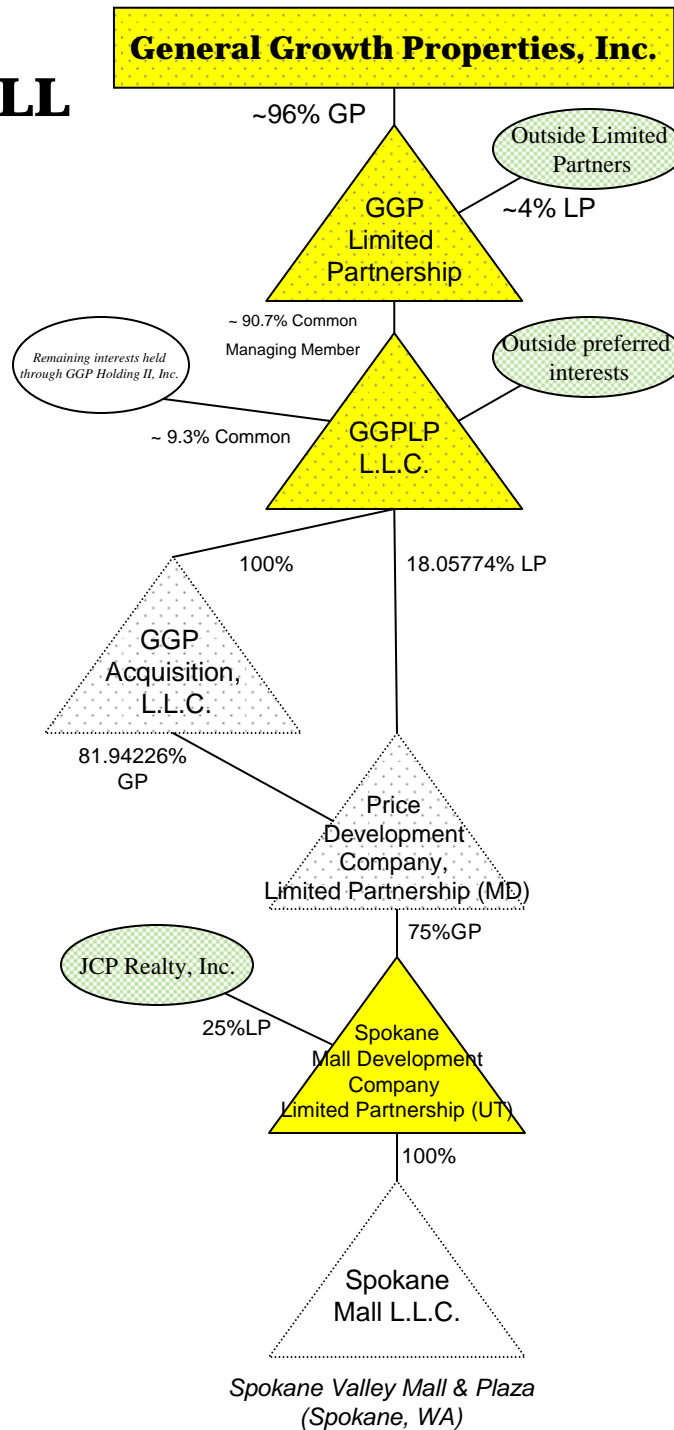 General Growth Properties, Inc.
LL
~96% GP
Outside Limited
Partners
GGP
Limited
Partnership
~4% LP
~ 90.7% Common
Managing Member
Remaining interests held
through GGP Holding II, Inc.
Outside preferred
interests
~ 9.3% Common
GGPLP
L.L.C.
100%
18.05774% LP
GGP
Acquisition,
L.L.C.
81.94226%
GP
Price
Development
Company,
Limited Partnership (MD)
75%GP
JCP Realty, Inc.
25%LP
Spokane
Mall Development
Company
Limited Partnership (UT)
100%
Spokane
Mall L.L.C.
Spokane Valley Mall & Plaza
(Spokane, WA)